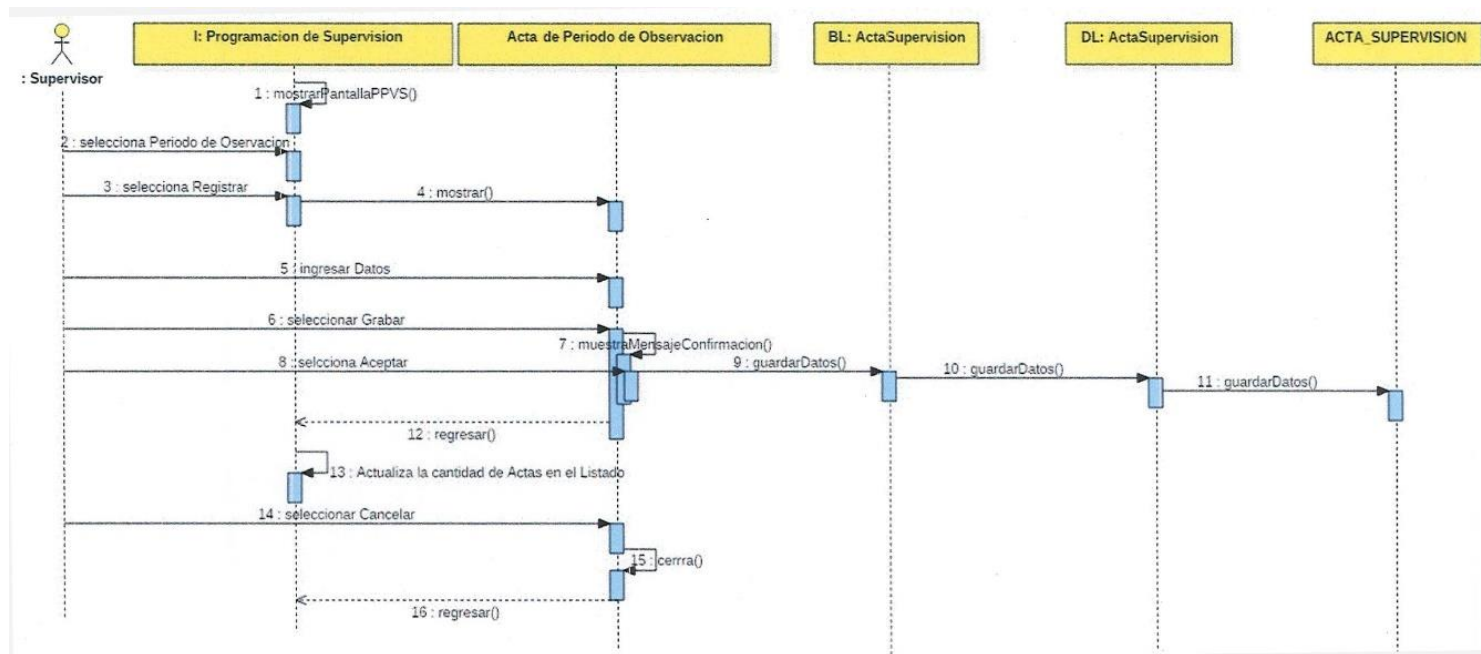 : Supervisor
I: Programacion de Supervision
Acta de Periodo de Observacion
BL: ActaSupervision
DL: ActaSupervision
ACTA_SUPERVISION
1 : mostrarPantallaPPVS()
2 : selecciona Periodo de Oservacion
3 : selecciona Registrar
4 : mostrar()
5 : ingresar Datos
6 : seleccionar Grabar
7 : muestraMensajeConfirmacion()
8 : selcciona Aceptar
9 : guardarDatos()
10 : guardarDatos()
11 : guardarDatos()
12 : regresar()
13 : Actualiza la cantidad de Actas en el Listado
14 : seleccionar Cancelar
15 : cerrra()
16 : regresar()